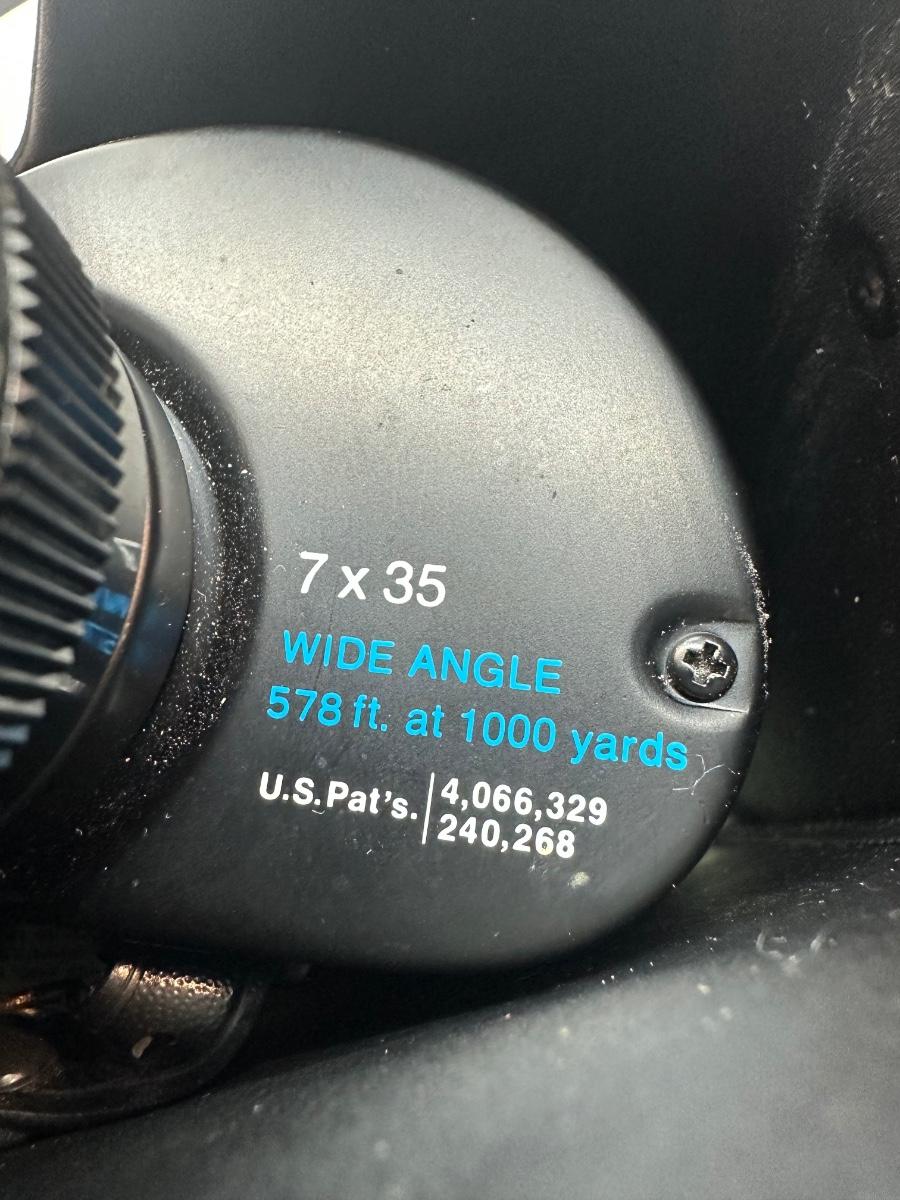 7 x 35
WIDE ANGLE
578 ft. at 1000 yards
U.S. Pat's. 4,066,329
240,268